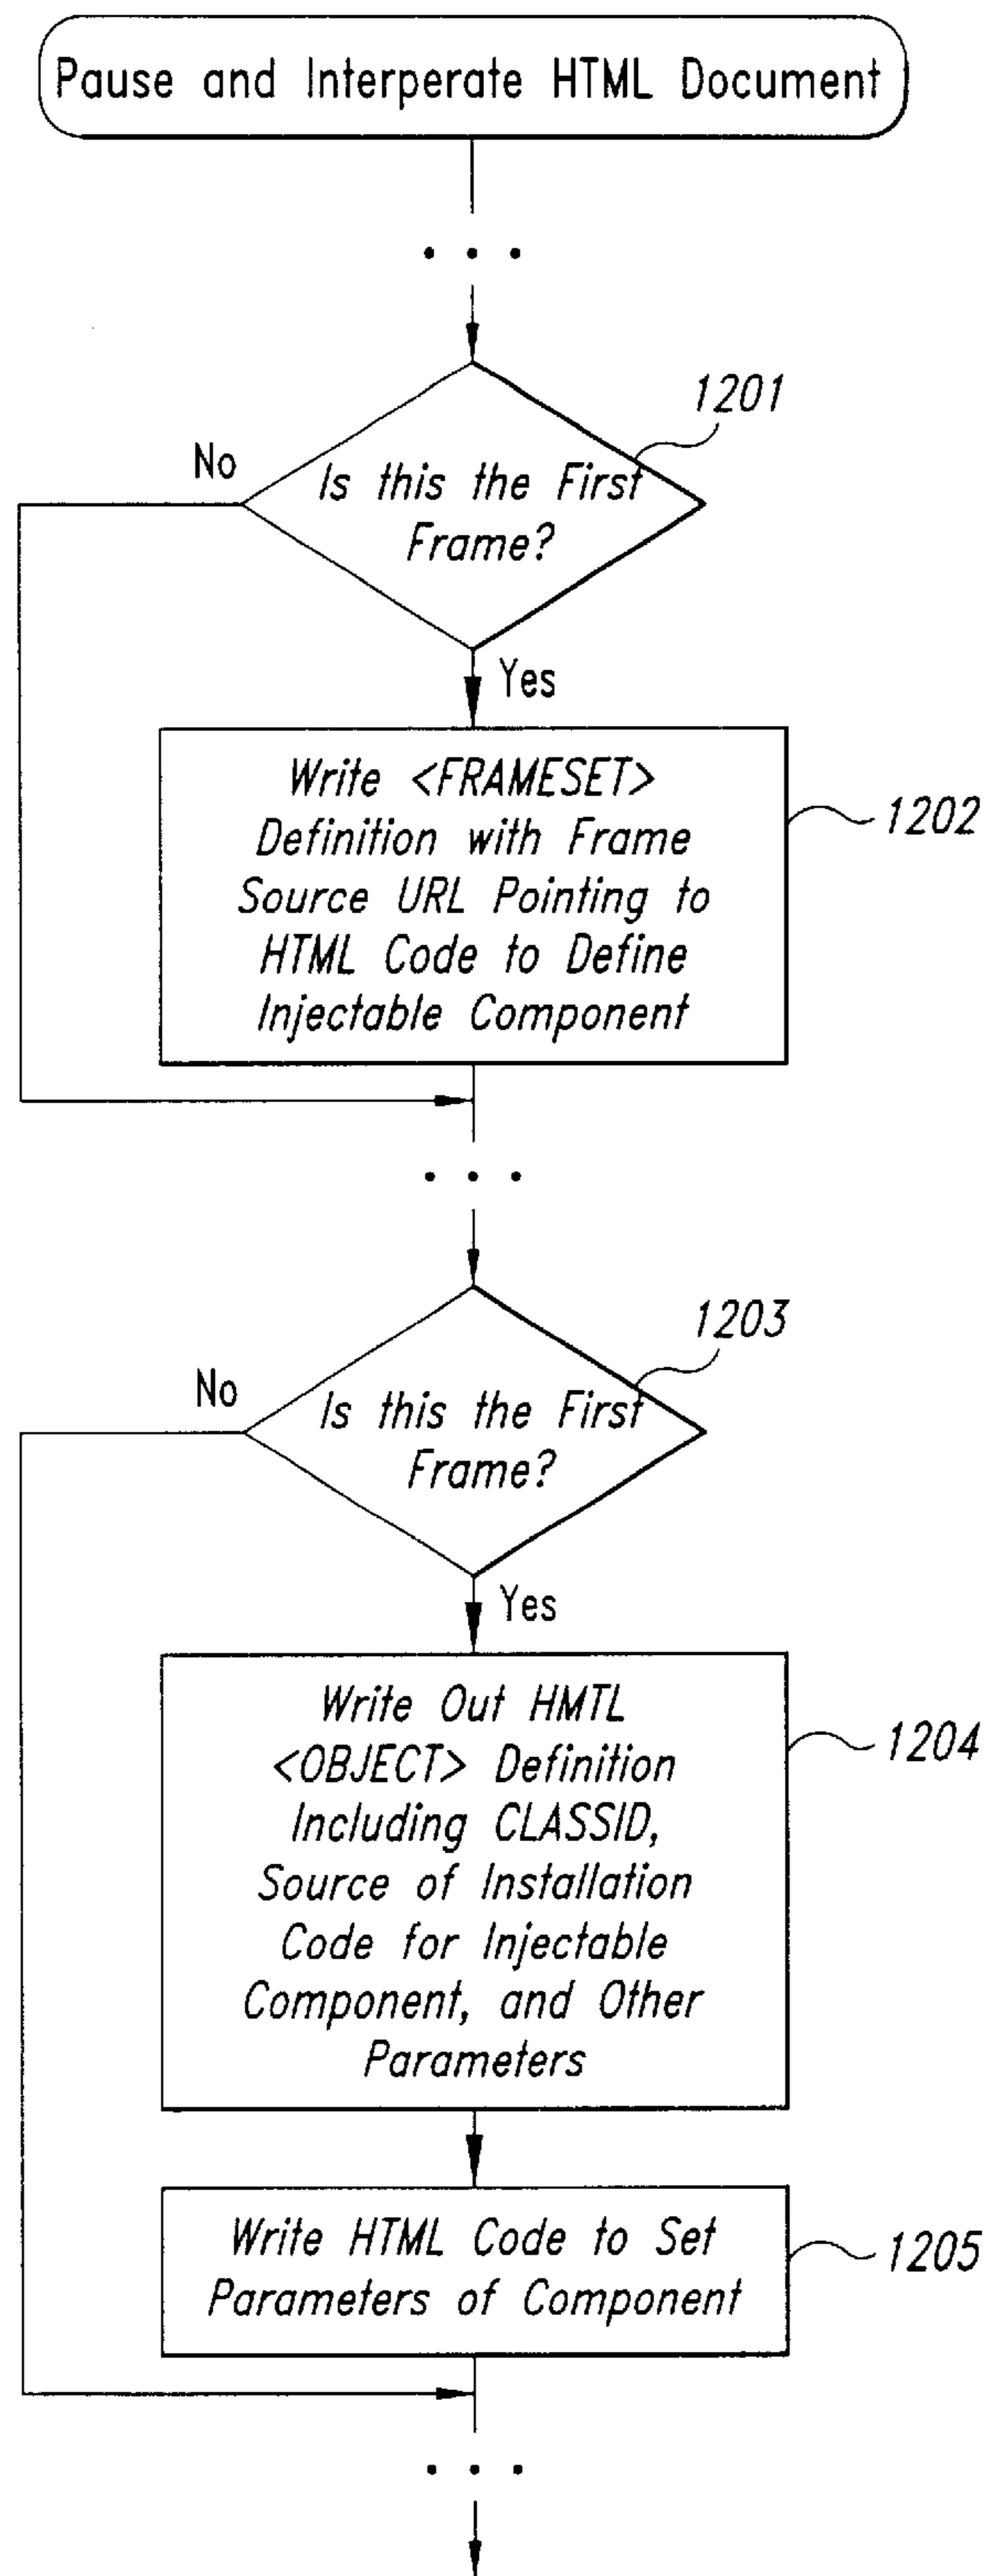 Pause and Interperate HTML Document
. . .
1201
No
Is this the First
Frame?
Yes
Write <FRAMESET>
Definition with Frame
Source URL Pointing to
HTML Code to Define
Injectable Component
1202
. . .
1203
No
Is this the First
Frame?
Yes
Write Out HMTL
<OBJECT> Definition
Including CLASSID,
Source of Installation
Code for Injectable
Component, and Other
Parameters
1204
Write HTML Code to Set
Parameters of Component
1205
. . .